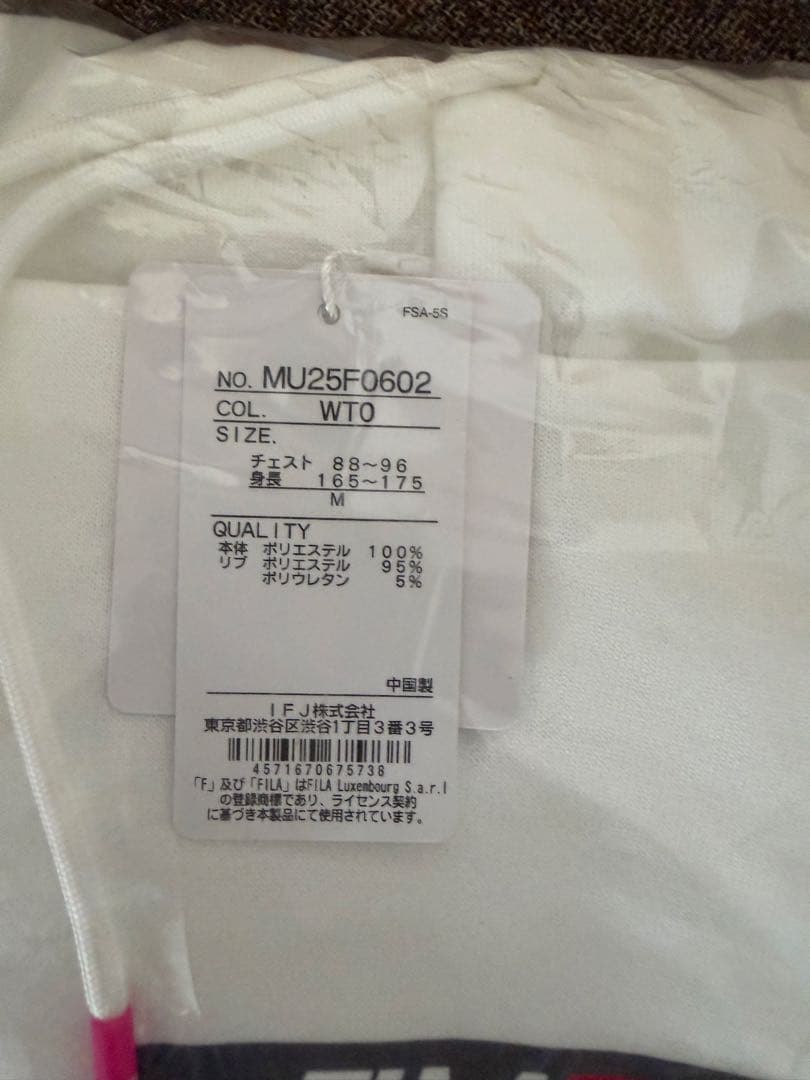 FSA-5S
NO. MU25F0602
COL. WT0
SIZE.
チェスト 88～96
身長 165～175
M
QUALITY
本体 ポリエステル 100%
リブ ポリエステル 95%
ポリウレタン 5%
中国製
IFJ株式会社
東京都渋谷区渋谷1丁目3番3号
4571670675738
「F」及び「FILA」はFILA Luxembourg S.a.r.l
の登録商標であり、ライセンス契約
に基づき本製品にて使用されています。